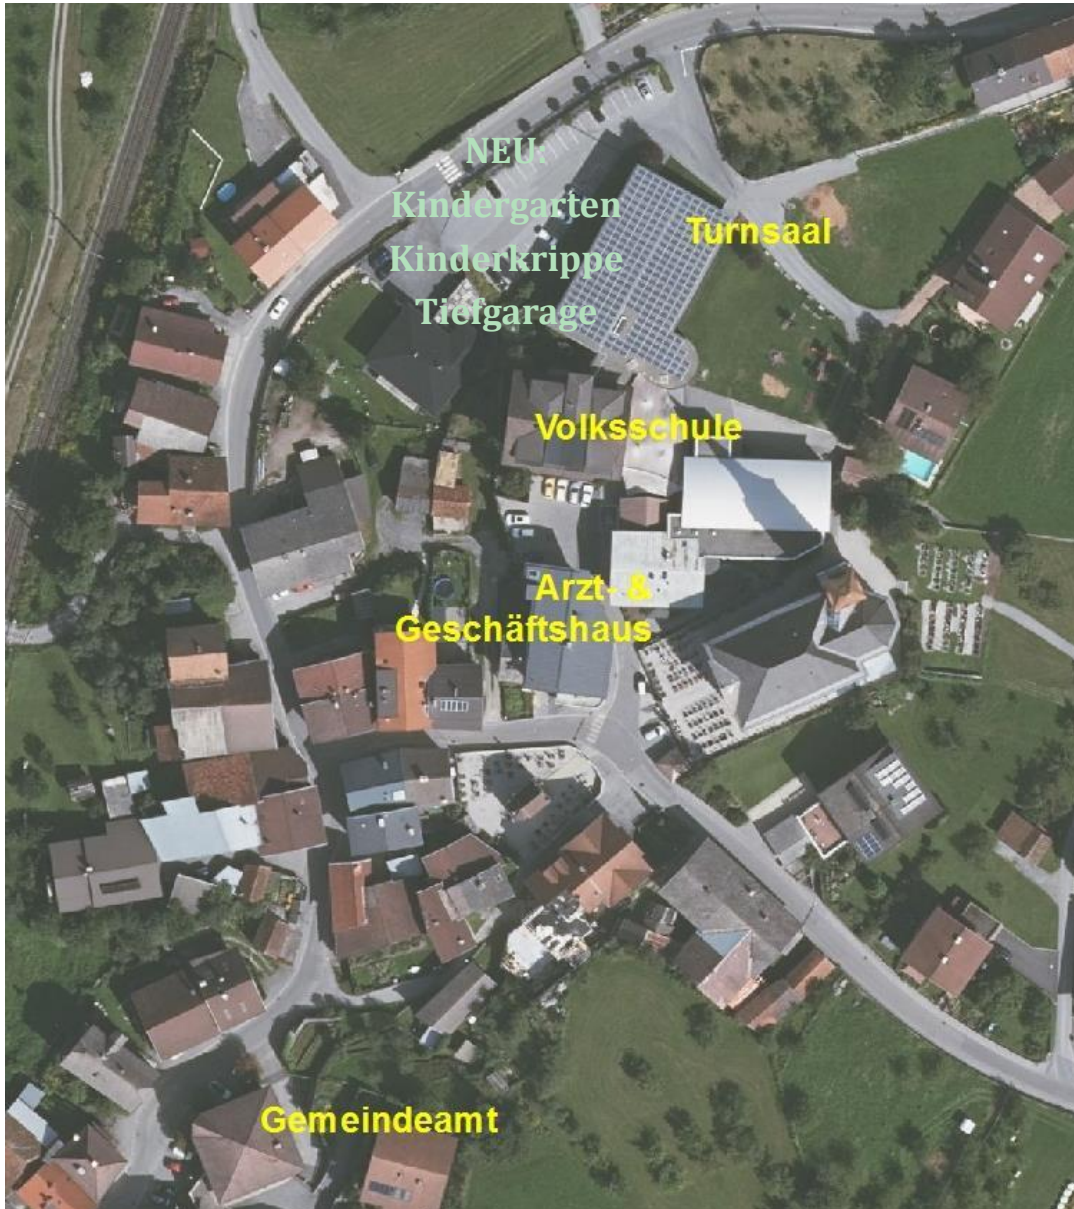 NEU:
Kindergarten
Kinderkrippe
Tiefgarage
Turnsaal
Volksschule
Arzt- &
Geschäftshaus
Gemeindeamt